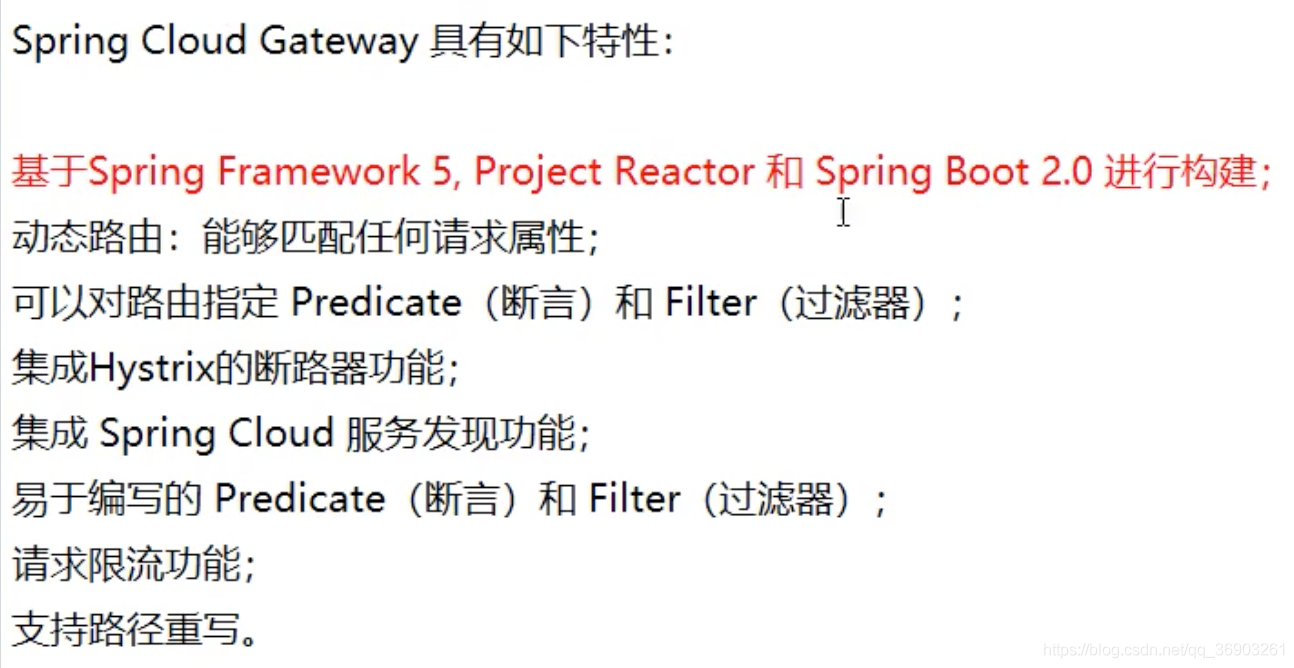 Spring Cloud Gateway 具有如下特性：
基于Spring Framework 5, Project Reactor 和 Spring Boot 2.0 进行构建；
动态路由：能够匹配任何请求属性；
可以对路由指定 Predicate（断言）和 Filter（过滤器）；
集成Hystrix的断路器功能；
集成 Spring Cloud 服务发现功能；
易于编写的 Predicate（断言）和 Filter（过滤器）；
请求限流功能；
支持路径重写。
https://blog.csdn.net/qq_36903261